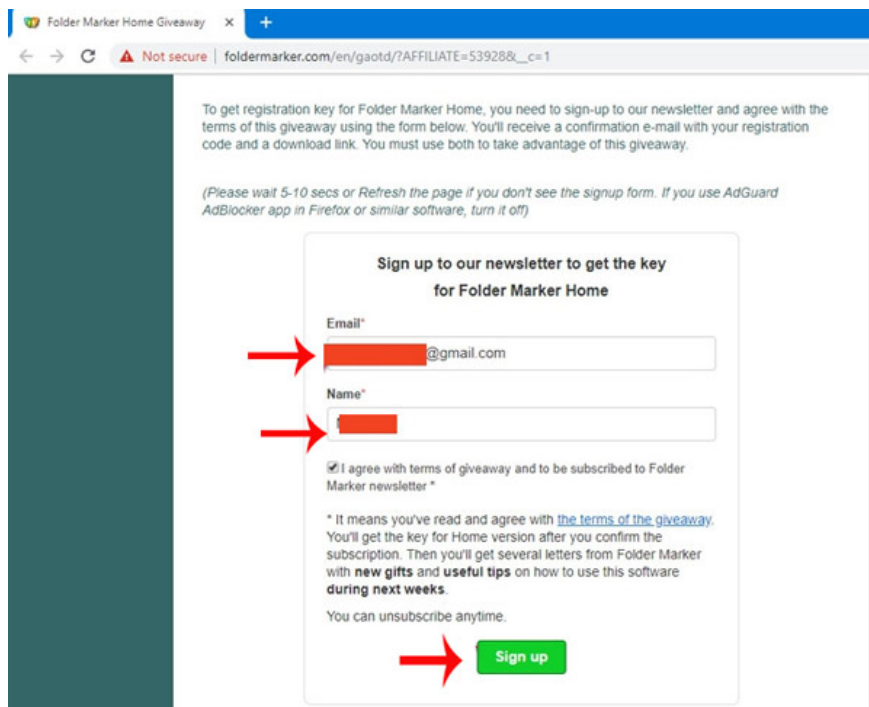 Folder Marker Home Giveaway
Not secure | foldermarker.com/en/gaotd/?AFFILIATE=53928&_c=1
To get registration key for Folder Marker Home, you need to sign-up to our newsletter and agree with the
terms of this giveaway using the form below. You'll receive a confirmation e-mail with your registration
code and a download link. You must use both to take advantage of this giveaway.
(Please wait 5-10 secs or Refresh the page if you don't see the signup form. If you use AdGuard
AdBlocker app in Firefox or similar software, turn it off)
Sign up to our newsletter to get the key
for Folder Marker Home
Email*
@gmail.com
Name*
I agree with terms of giveaway and to be subscribed to Folder
Marker newsletter *
* It means you've read and agree with the terms of the giveaway.
You'll get the key for Home version after you confirm the
subscription. Then you'll get several letters from Folder Marker
with new gifts and useful tips on how to use this software
during next weeks.
You can unsubscribe anytime.
Sign up